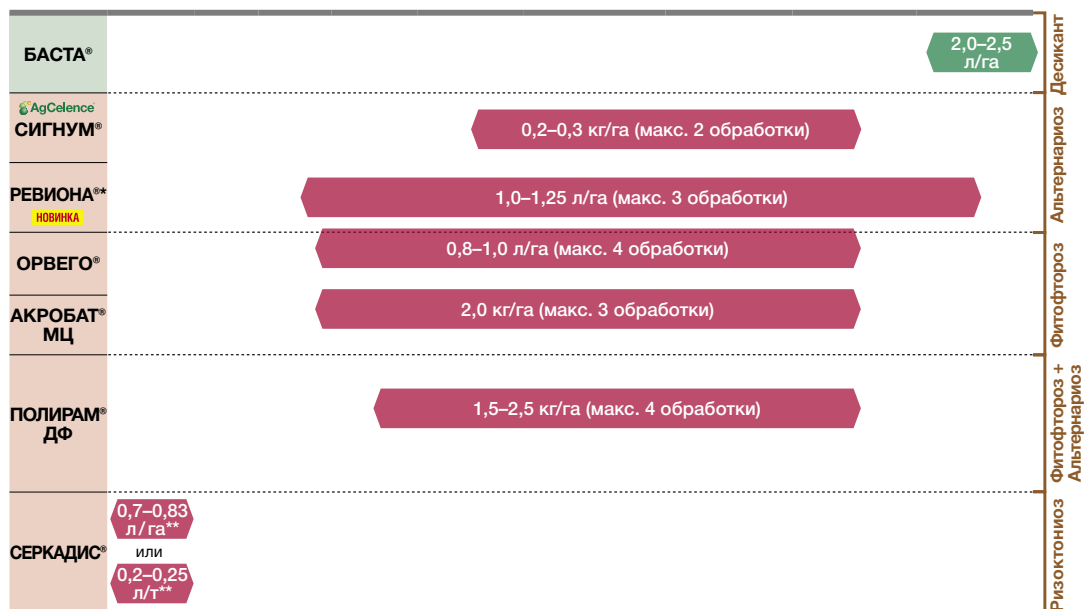 БАСТА®
2,0–2,5
л/га
Десикант
AgCelence
СИГНУМ®
0,2–0,3 кг/га (макс. 2 обработки)
Альтернариоз
РЕВИОНА®*
НОВИНКА
1,0–1,25 л/га (макс. 3 обработки)
ОРВЕГО®
0,8–1,0 л/га (макс. 4 обработки)
Фитофтороз
АКРОБАТ®
МЦ
2,0 кг/га (макс. 3 обработки)
ПОЛИРАМ®
ДФ
1,5–2,5 кг/га (макс. 4 обработки)
Фитофтороз +
Альтернариоз
СЕРКАДИС®
0,7–0,83
л/га**
или
0,2–0,25
л/т**
Ризоктониоз